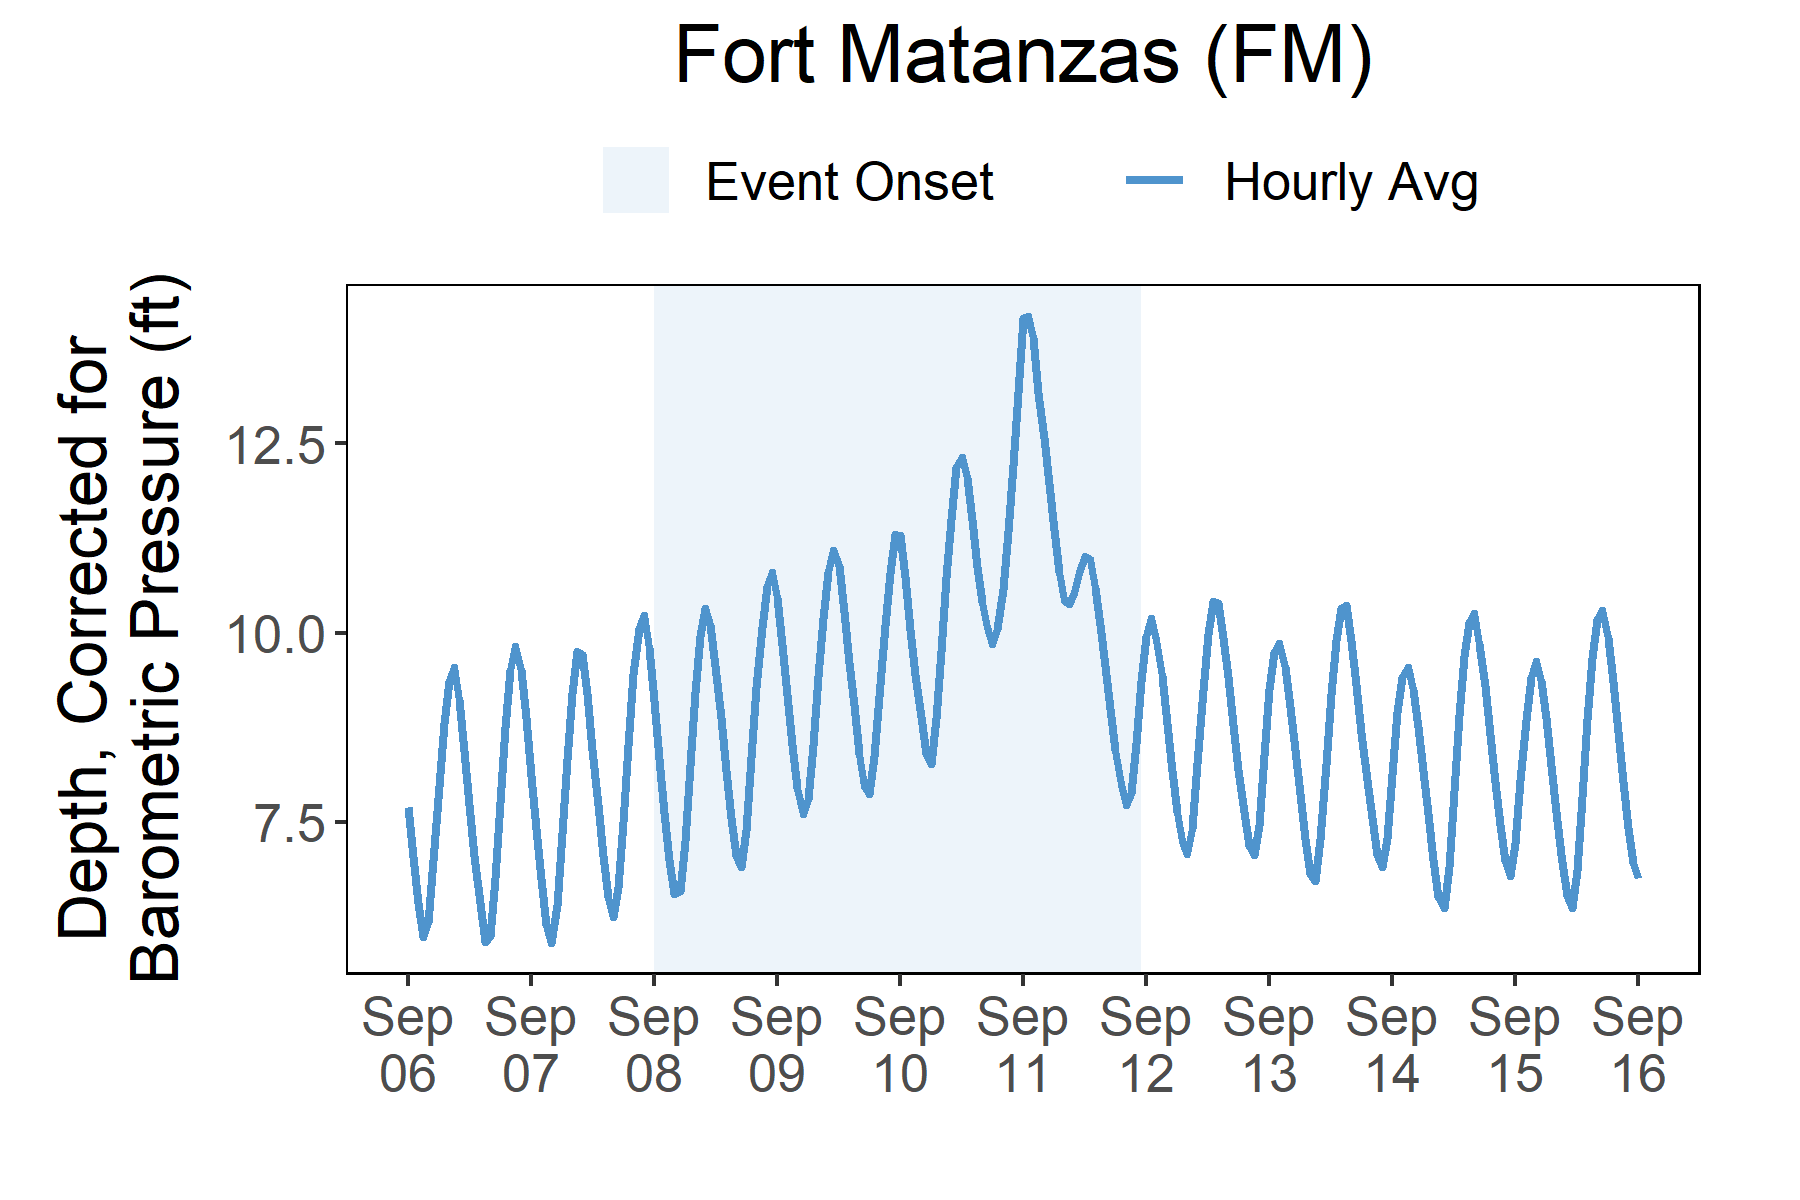 Fort Matanzas (FM)
Event Onset
Hourly Avg
Depth, Corrected for
Barometric Pressure (ft)
12.5
10.0
7.5
Sep Sep Sep Sep Sep Sep Sep Sep Sep Sep Sep
06 07 08 09 10 11 12 13 14 15 16